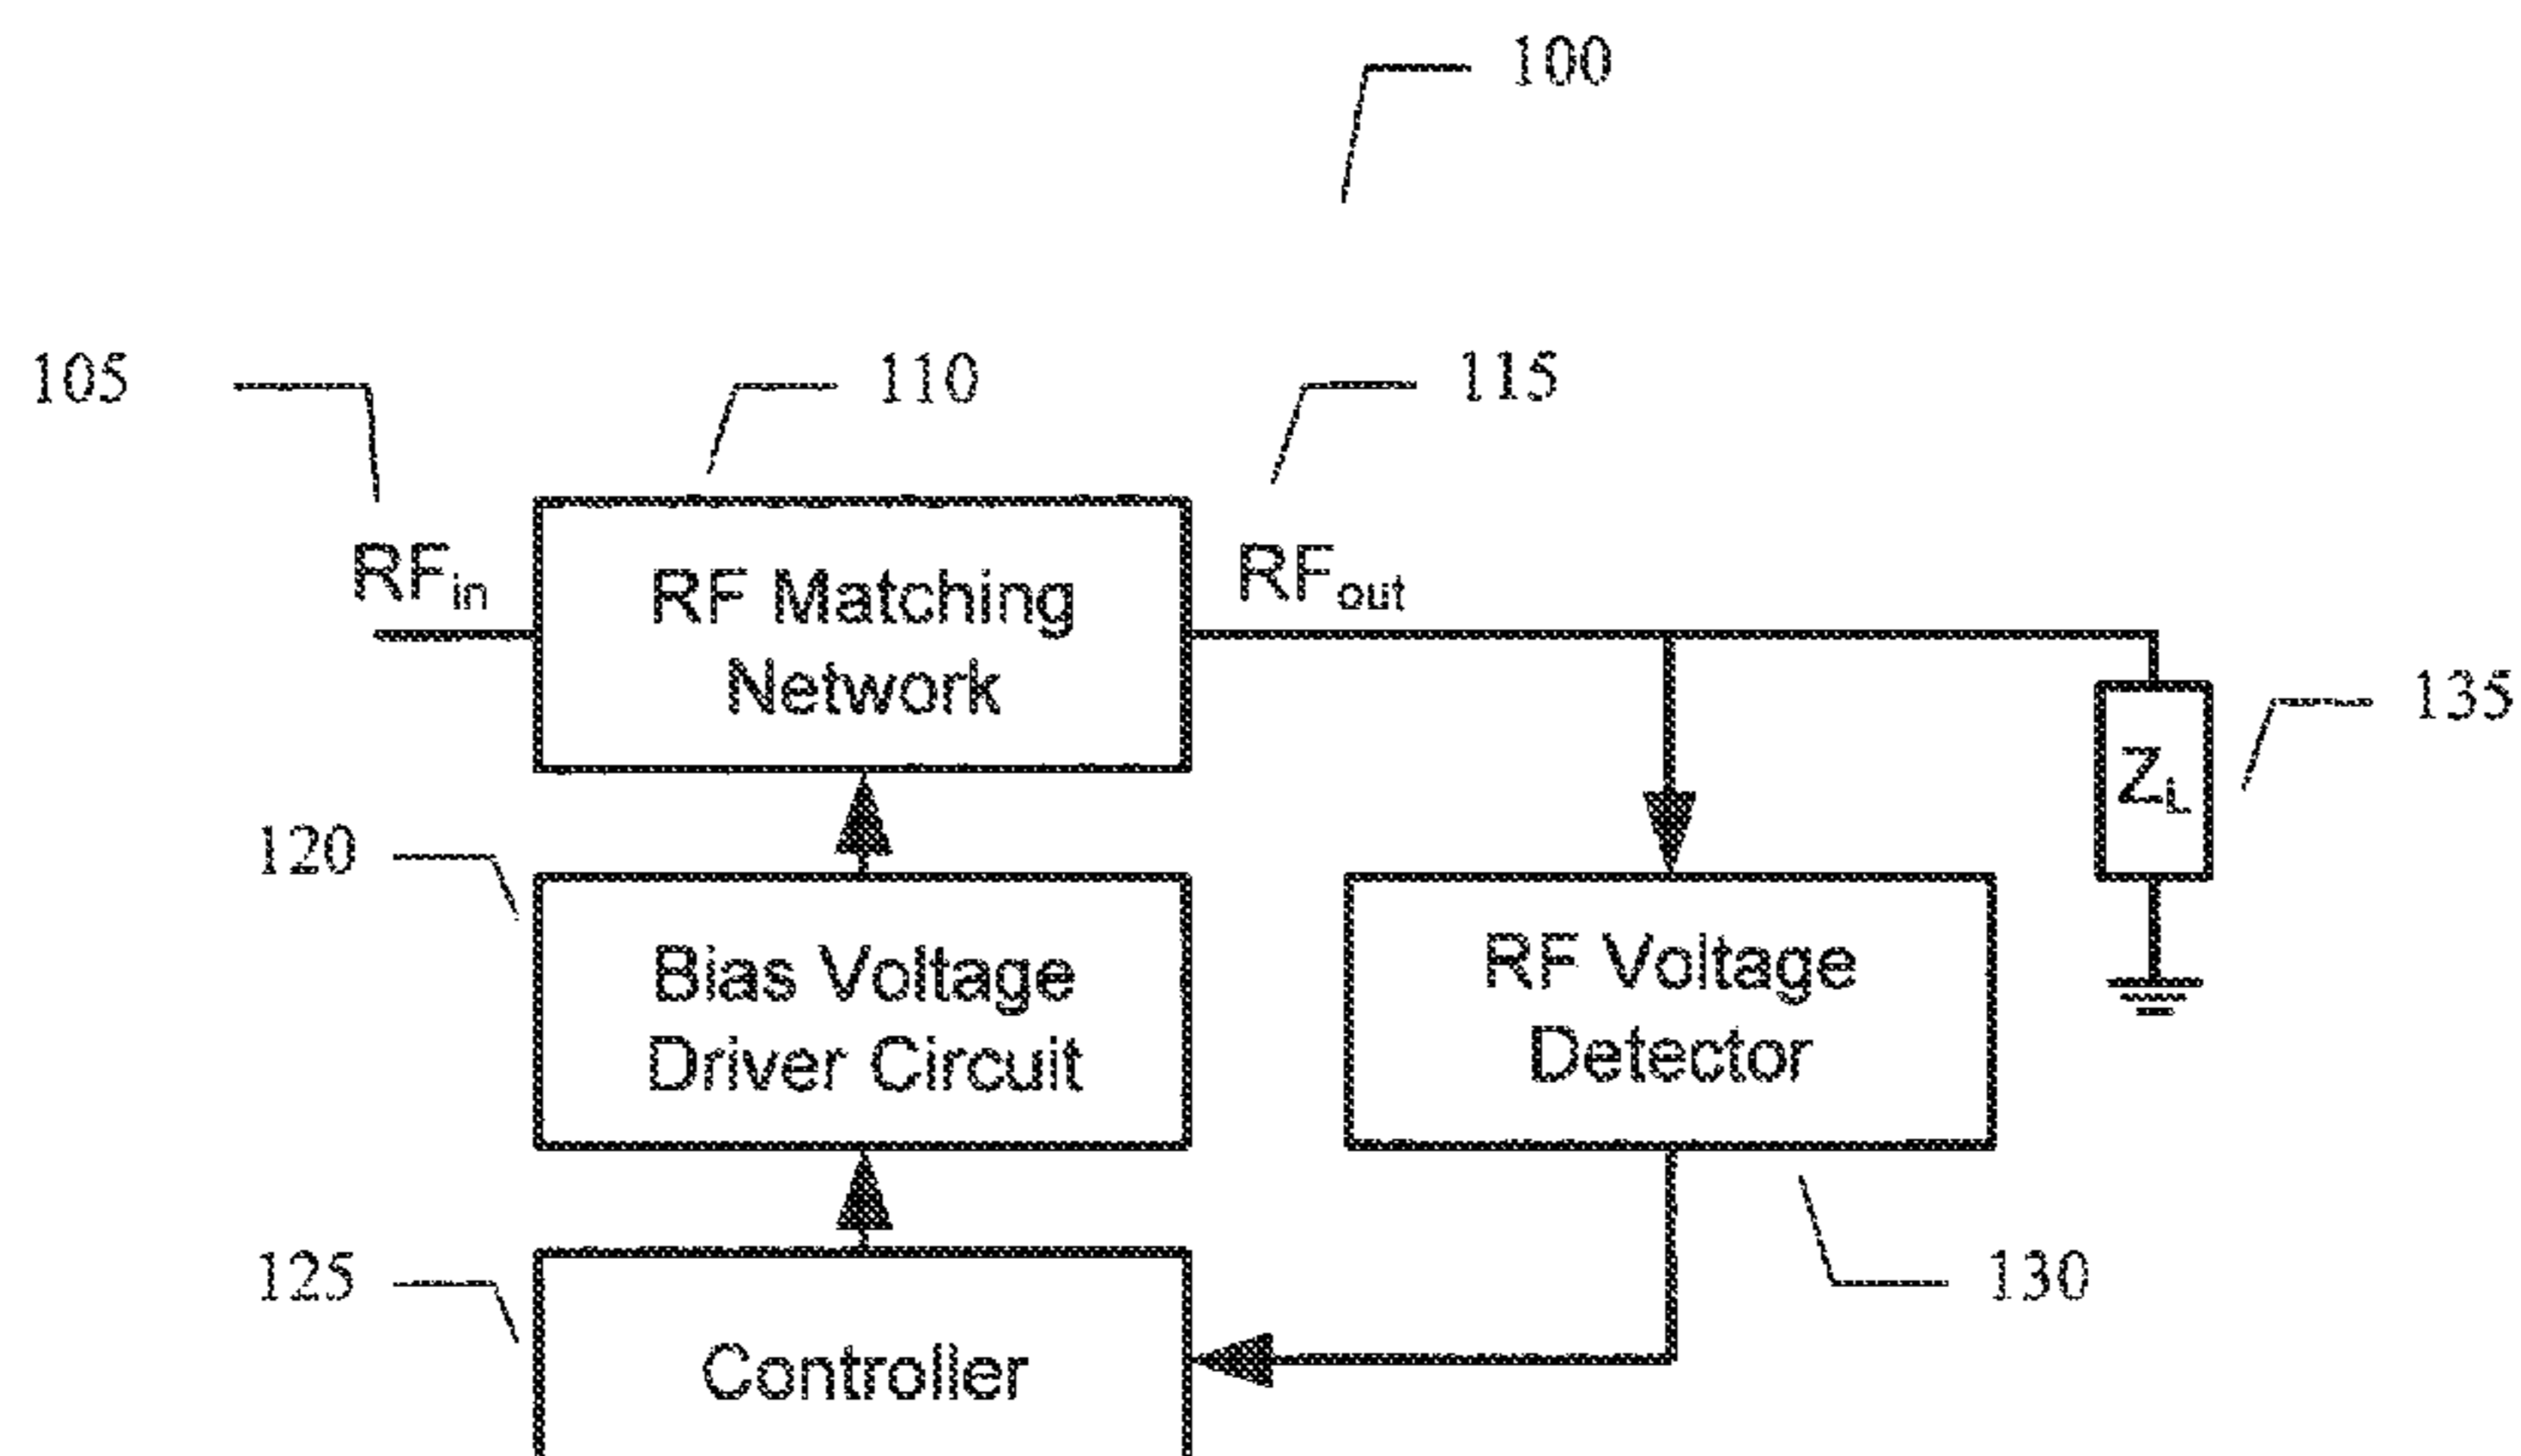 100
105
110
115
RFin
RF Matching
Network
RFout
135
ZL
120
Bias Voltage
Driver Circuit
RF Voltage
Detector
125
130
Controller